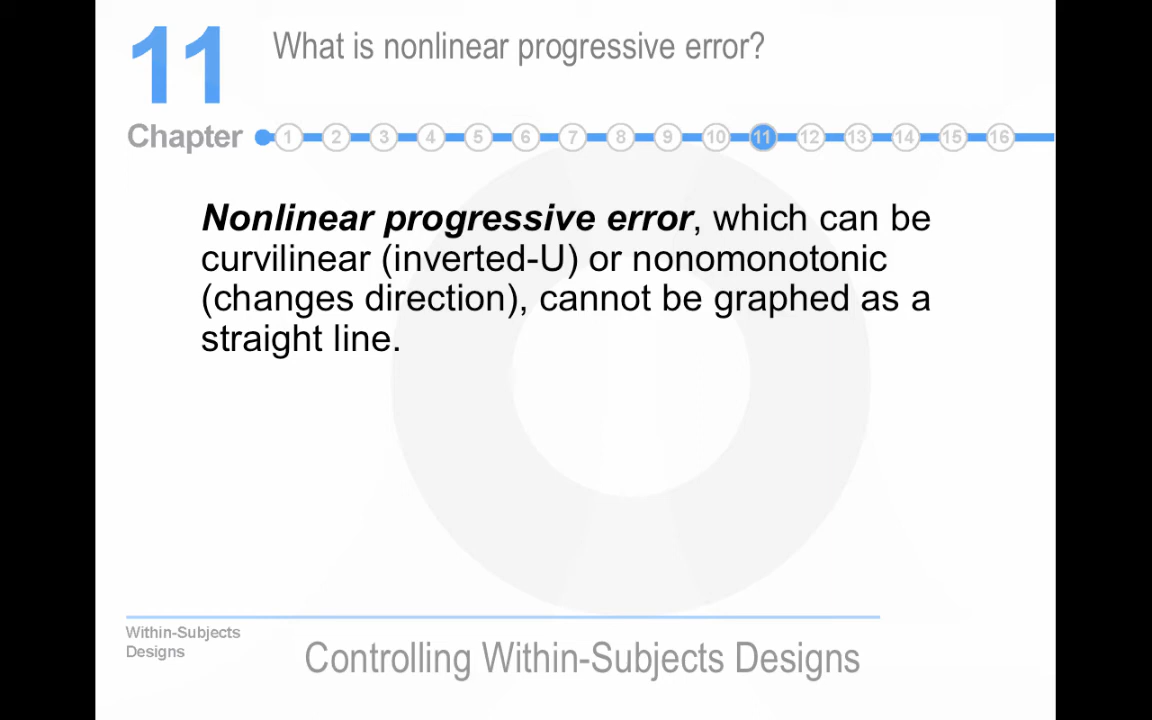 11
What is nonlinear progressive error?
Chapter
1 2 3 4 5 6 7 8 9 10 11 12 13 14 15 16
Nonlinear progressive error, which can be
curvilinear (inverted-U) or nonomonotonic
(changes direction), cannot be graphed as a
straight line.
Within-Subjects
Designs
Controlling Within-Subjects Designs